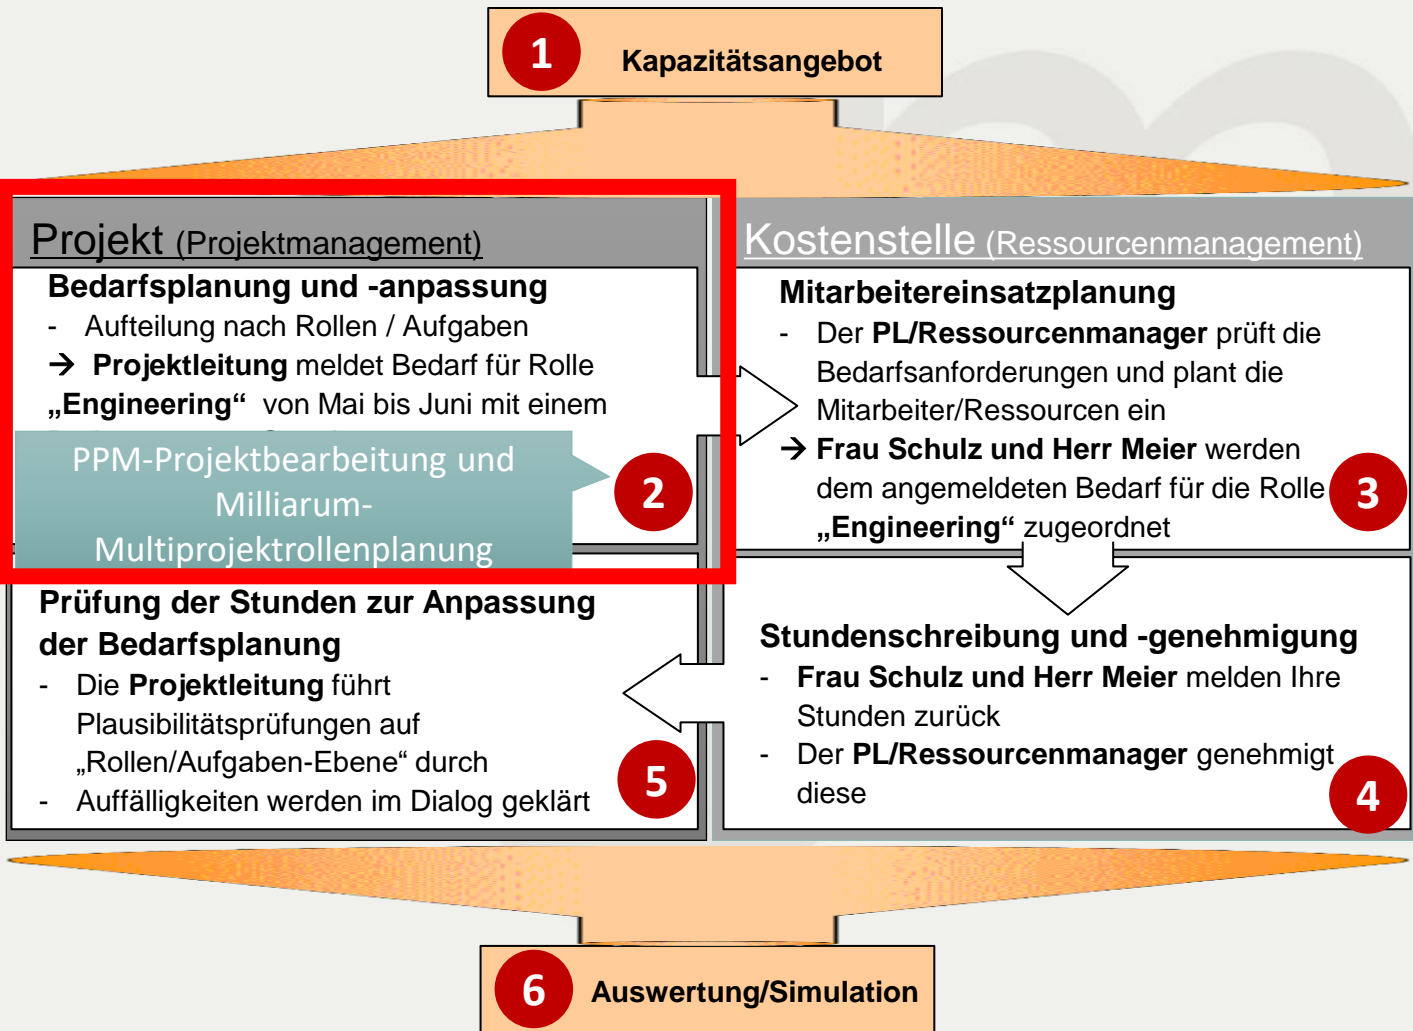 1
Kapazitätsangebot
Projekt (Projektmanagement)
Bedarfsplanung und -anpassung
- Aufteilung nach Rollen / Aufgaben
→ Projektleitung meldet Bedarf für Rolle
„Engineering“ von Mai bis Juni mit einem
PPM-Projektbearbeitung und
Milliarum-
Multiprojektrollenplanung
2
Kostenstelle (Ressourcenmanagement)
Mitarbeitereinsatzplanung
- Der PL/Ressourcenmanager prüft die
Bedarfsanforderungen und plant die
Mitarbeiter/Ressourcen ein
→ Frau Schulz und Herr Meier werden
dem angemeldeten Bedarf für die Rolle
„Engineering“ zugeordnet
3
Stundenschreibung und -genehmigung
- Frau Schulz und Herr Meier melden Ihre
Stunden zurück
- Der PL/Ressourcenmanager genehmigt
diese
4
Prüfung der Stunden zur Anpassung
der Bedarfsplanung
- Die Projektleitung führt
Plausibilitätsprüfungen auf
„Rollen/Aufgaben-Ebene“ durch
- Auffälligkeiten werden im Dialog geklärt
5
6
Auswertung/Simulation